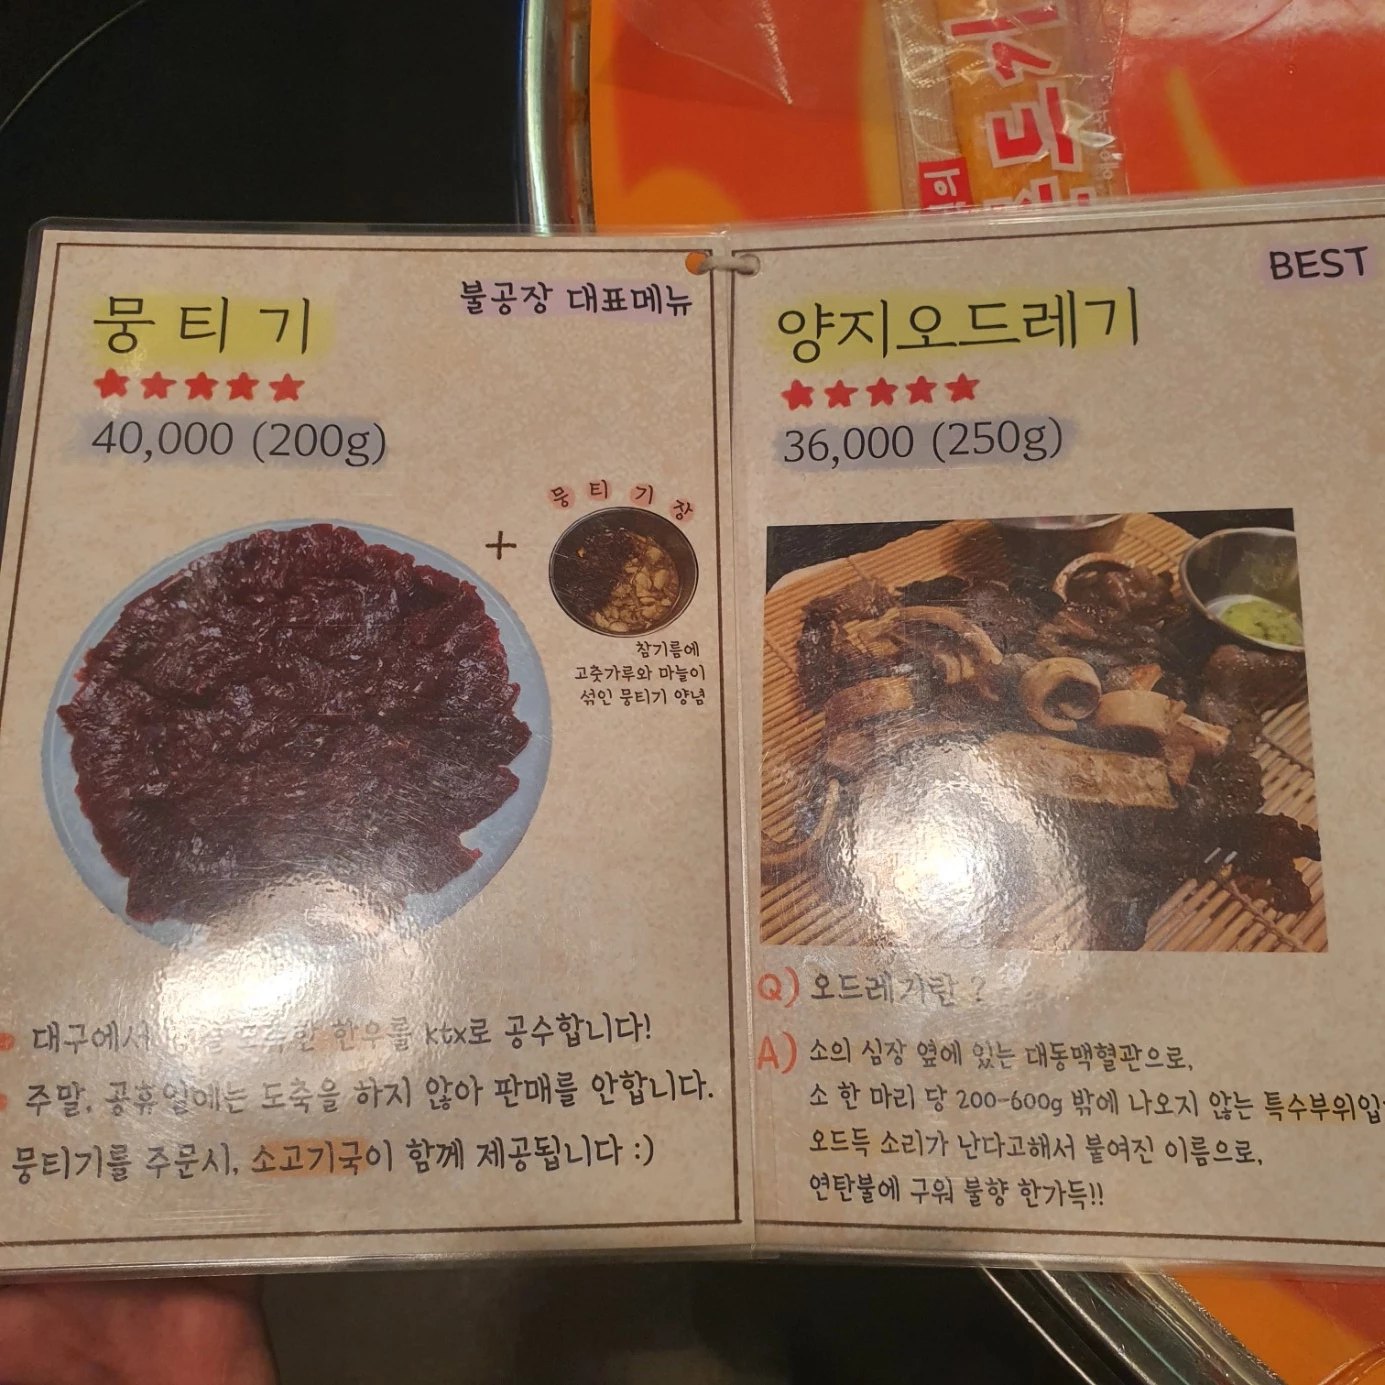 불공장 대표메뉴
뭉티기
40,000 (200g)
+
뭉티기장
참기름에
고춧가루와 마늘이
섞인 뭉티기 양념
대구에서 한우를 ktx로 공수합니다!
주말, 공휴일에는 도축을 하지 않아 판매를 안합니다.
뭉티기를 주문시, 소고기국이 함께 제공됩니다 :)
BEST
양지오드레기
36,000 (250g)
Q) 오드레기란 ?
A) 소의 심장 옆에 있는 대동맥혈관으로,
소 한 마리 당 200-600g 밖에 나오지 않는 특수부위입
오드득 소리가 난다고해서 붙여진 이름으로,
연탄불에 구워 불향 한가득!!